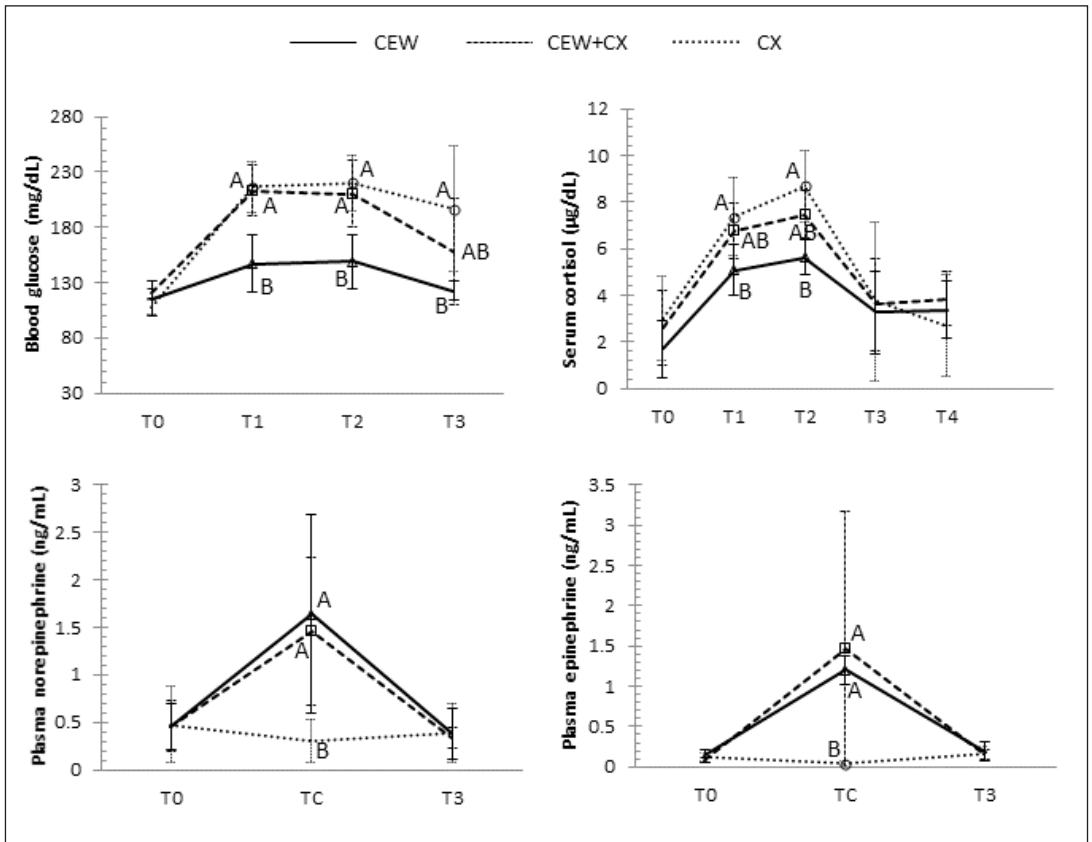 CEW CEW+CX CX
Blood glucose (mg/dL)
280
230
180
130
80
30
A A A
A A AB
B B B
T0 T1 T2 T3
Serum cortisol (µg/dL)
12
10
8
6
4
2
0
A A
AB AB
B B
T0 T1 T2 T3 T4
Plasma norepinephrine (ng/mL)
3
2.5
2
1.5
1
0.5
0
A
A
B
T0 TC T3
Plasma epinephrine (ng/mL)
3.5
3
2.5
2
1.5
1
0.5
0
A
A
B
T0 TC T3